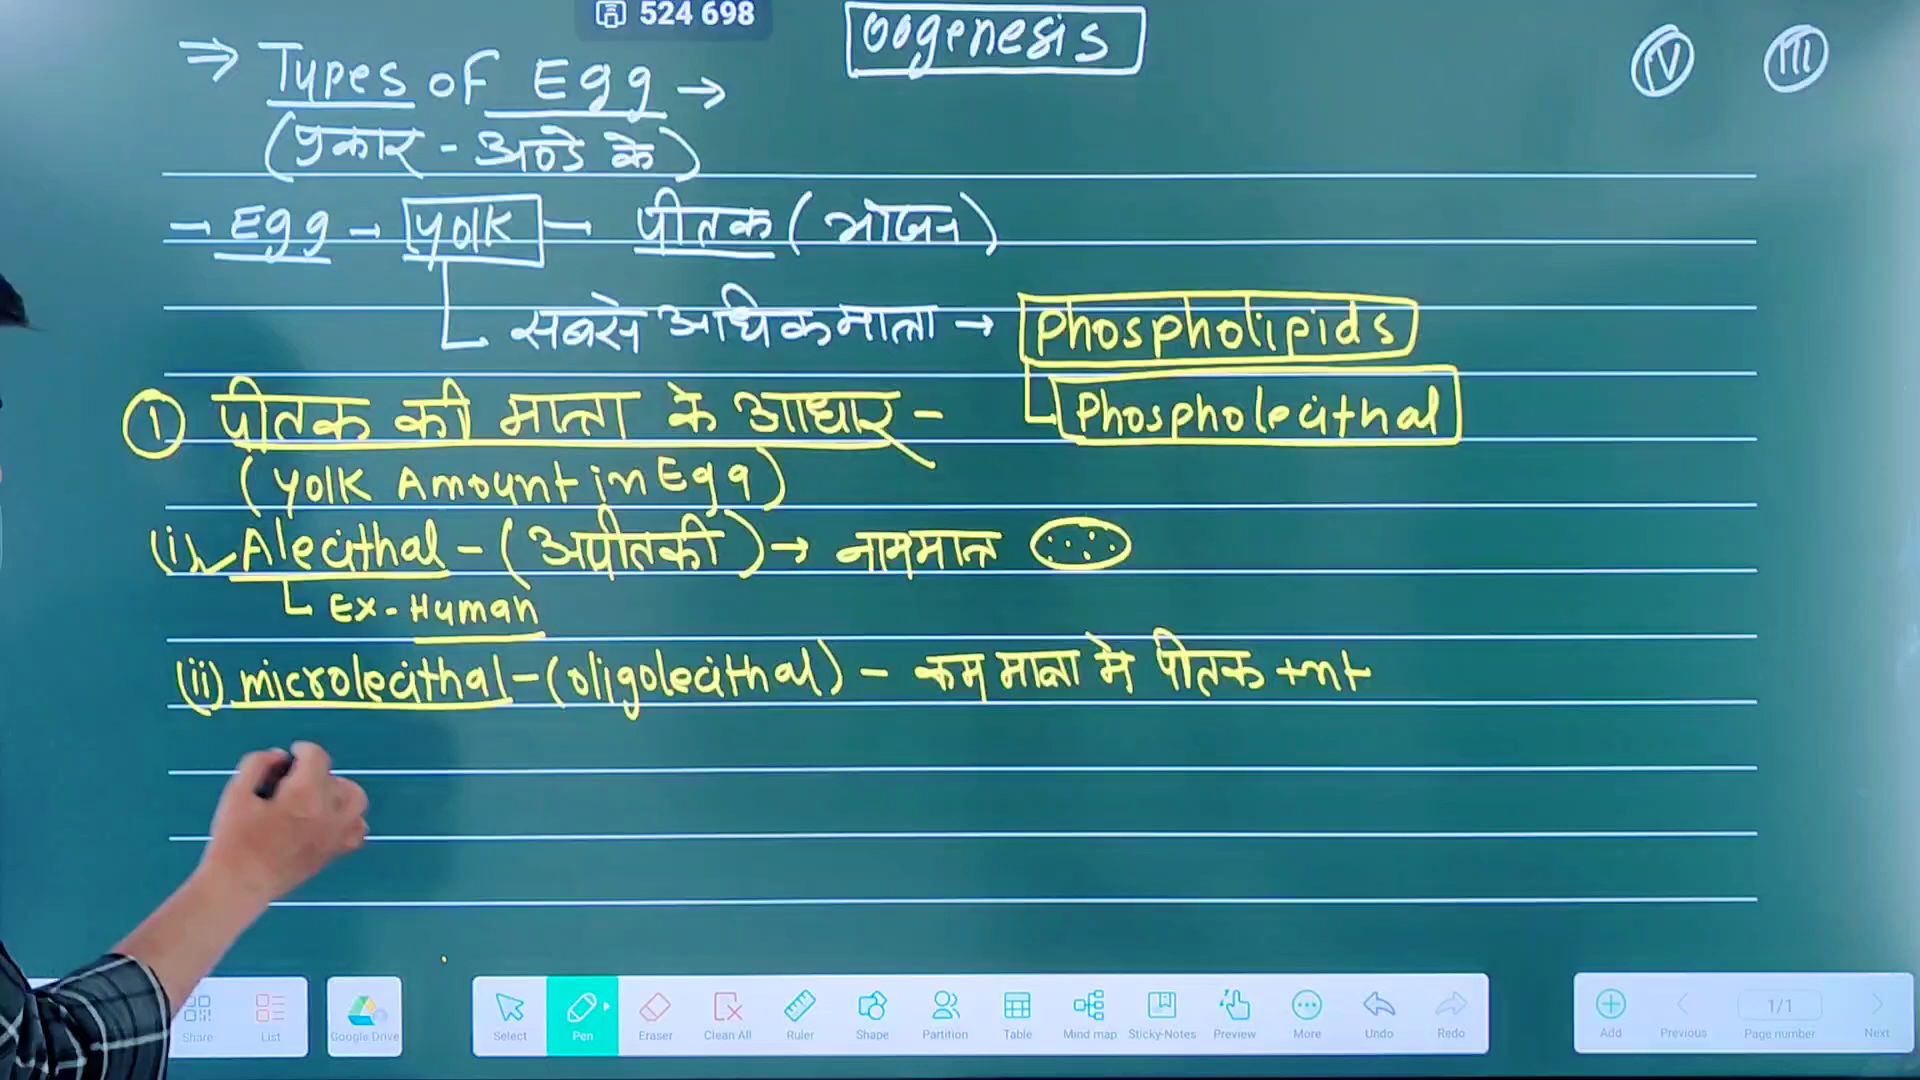 524 698
oogenesis
IV III
⇒ Types of Egg →
(प्रकार - अण्डे के)
→ Egg → yolk → पीतक (भोजन)
सबसे अधिक मात्रा → Phospholipids
Phospholecithal
① पीतक की मात्रा के आधार -
(yolk Amount in Egg)
(i) Alecithal - (अपीतकी) → नाममात्र
Ex - Human
(ii) microlecithal - (oligolecithal) - कम मात्रा मे पीतक +nt
Share List Google Drive Select Pen Eraser Clean All Ruler Shape Partition Table Mind map Sticky-Notes Preview More Undo Redo Add Previous 1/1 Page number Next